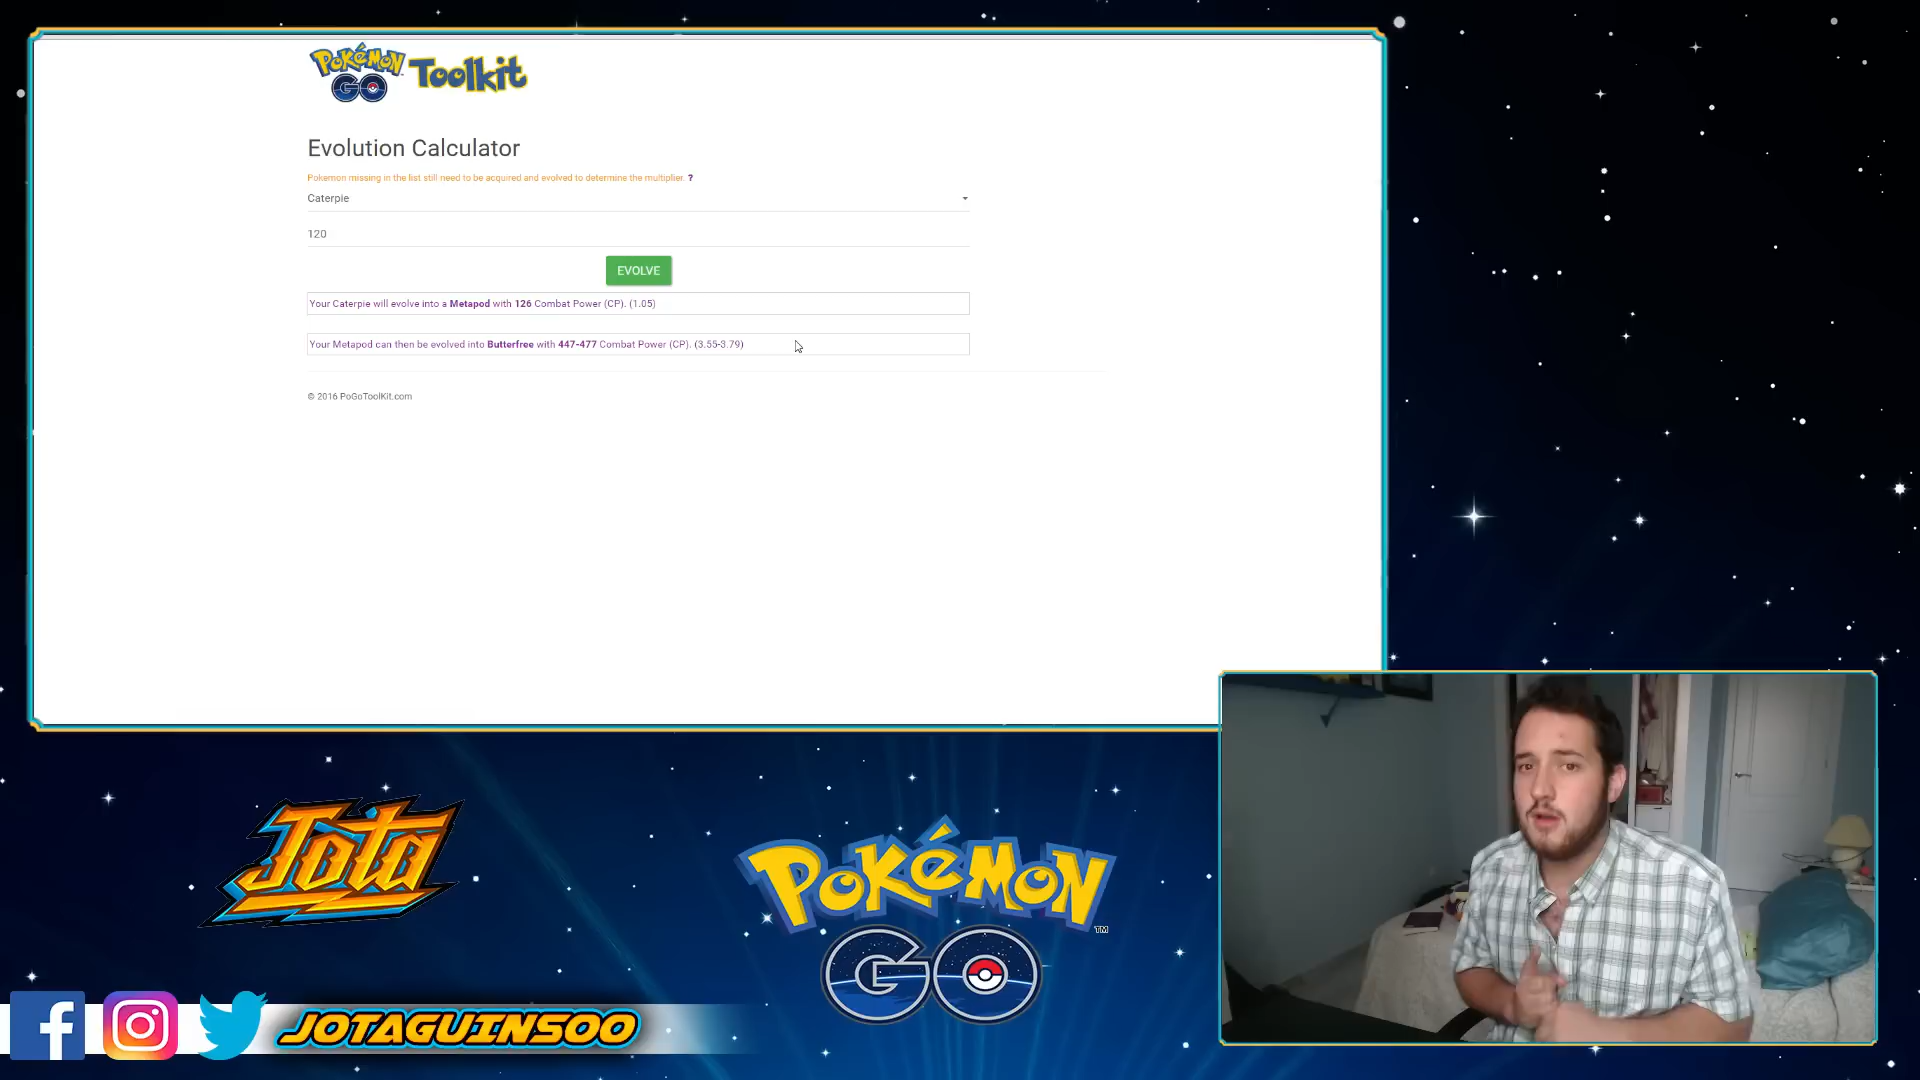 POKÉMON GO Toolkit
Evolution Calculator
Pokemon missing in the list still need to be acquired and evolved to determine the multiplier. ?
Caterpie
120
EVOLVE
Your Caterpie will evolve into a Metapod with 126 Combat Power (CP). (1.05)
Your Metapod can then be evolved into Butterfree with 447-477 Combat Power (CP). (3.55-3.79)
© 2016 PoGoToolKit.com
Jota
POKÉMON TM
GO
f
JOTAGUINSOO